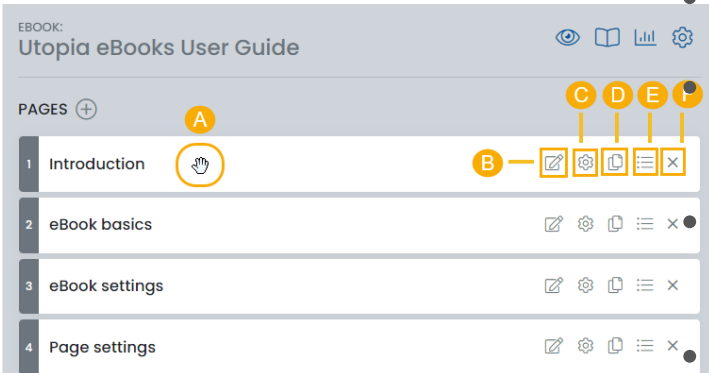 EBOOK:
Utopia eBooks User Guide
PAGES
A
C D E F
B
1 Introduction
2 eBook basics
3 eBook settings
4 Page settings